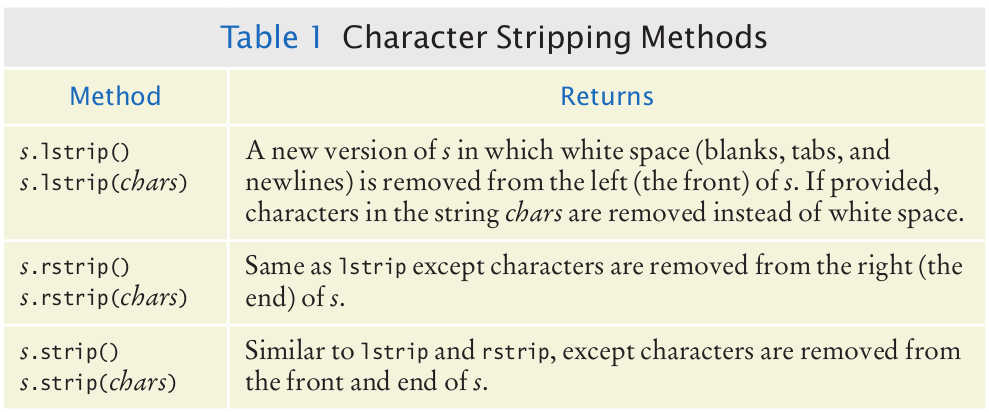 Table 1 Character Stripping Methods
Method
Returns
s.lstrip()
s.lstrip(chars)
A new version of s in which white space (blanks, tabs, and
newlines) is removed from the left (the front) of s. If provided,
characters in the string chars are removed instead of white space.
s.rstrip()
s.rstrip(chars)
Same as lstrip except characters are removed from the right (the
end) of s.
s.strip()
s.strip(chars)
Similar to lstrip and rstrip, except characters are removed from
the front and end of s.